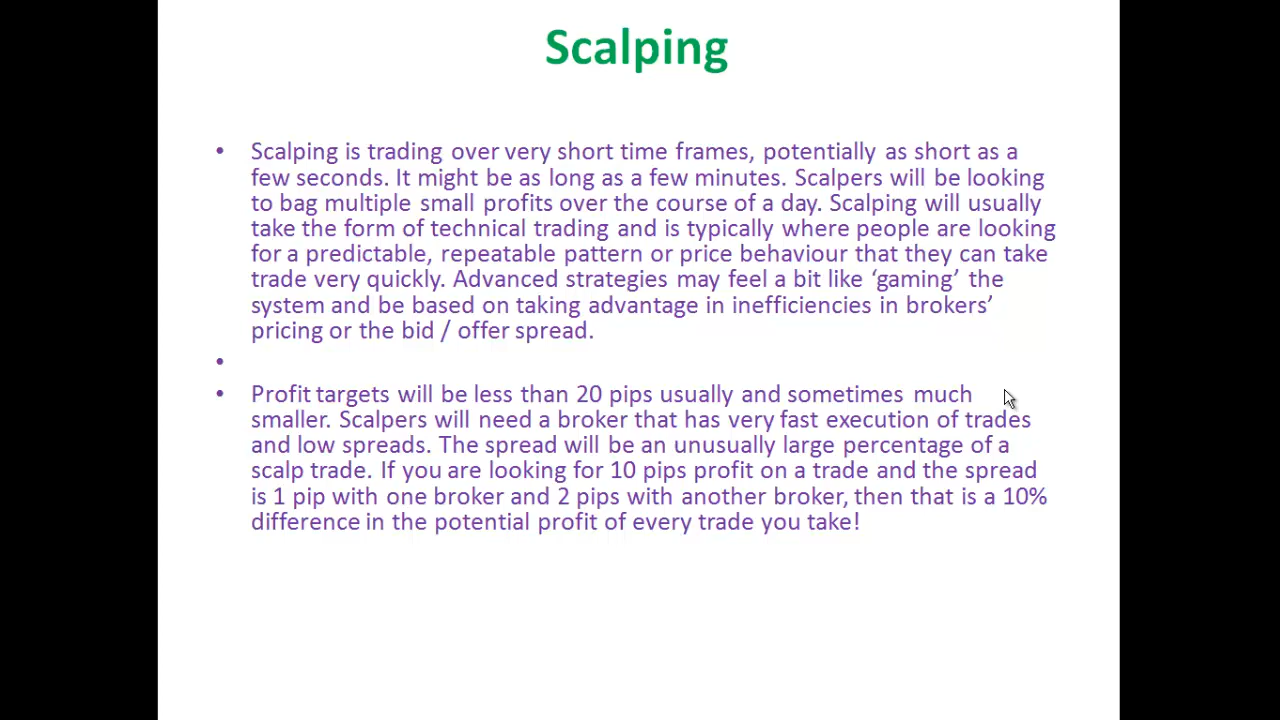 Scalping
• Scalping is trading over very short time frames, potentially as short as a
few seconds. It might be as long as a few minutes. Scalpers will be looking
to bag multiple small profits over the course of a day. Scalping will usually
take the form of technical trading and is typically where people are looking
for a predictable, repeatable pattern or price behaviour that they can take
trade very quickly. Advanced strategies may feel a bit like ‘gaming’ the
system and be based on taking advantage in inefficiencies in brokers’
pricing or the bid / offer spread.
•
• Profit targets will be less than 20 pips usually and sometimes much
smaller. Scalpers will need a broker that has very fast execution of trades
and low spreads. The spread will be an unusually large percentage of a
scalp trade. If you are looking for 10 pips profit on a trade and the spread
is 1 pip with one broker and 2 pips with another broker, then that is a 10%
difference in the potential profit of every trade you take!